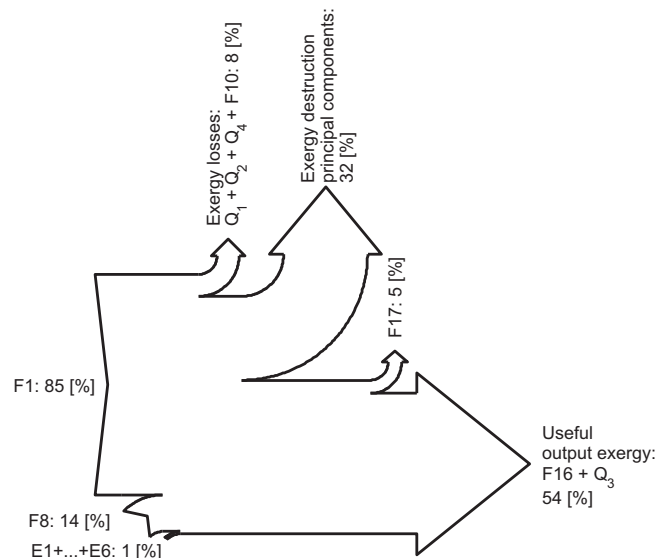 Exergy losses:
Q1 + Q2 + Q4 + F10: 8 [%]
Exergy destruction
principal components:
32 [%]
F17: 5 [%]
F1: 85 [%]
Useful
output exergy:
F16 + Q3
54 [%]
F8: 14 [%]
E1+...+E6: 1 [%]